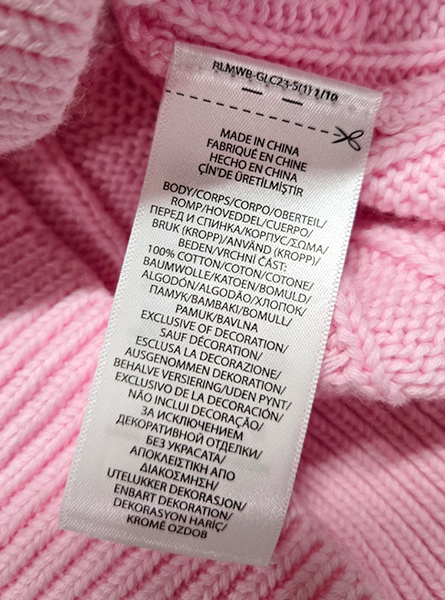 RLMWB-GLC23-5(1) 1/10
MADE IN CHINA
FABRIQUÉ EN CHINE
HECHO EN CHINA
ÇİN'DE ÜRETİLMİŞTİR
BODY/CORPS/CORPO/OBERTEIL/
ROMP/HOVEDDEL/CUERPO/
ПЕРЕД И СПИНКА/КОРПУС/ΣΩΜΑ/
BRUK (KROPP)/ANVÄND (KROPP)/
BEDEN/VRCHNÍ ČÁST:
100% COTTON/COTON/COTONE/
BAUMWOLLE/KATOEN/BOMULD/
ALGODÓN/ALGODÃO/ХЛОПОК/
ПАМУК/ΒΑΜΒΑΚΙ/BOMULL/
PAMUK/BAVLNA
EXCLUSIVE OF DECORATION/
SAUF DÉCORATION/
ESCLUSA LA DECORAZIONE/
AUSGENOMMEN DEKORATION/
BEHALVE VERSIERING/UDEN PYNT/
EXCLUSIVO DE LA DECORACIÓN/
NÃO INCLUI DECORAÇÃO/
ЗА ИСКЛЮЧЕНИЕМ
ДЕКОРАТИВНОЙ ОТДЕЛКИ/
БЕЗ УКРАСАТА/
ΑΠΟΚΛΕΙΣΤΙΚΗ ΑΠΟ
ΔΙΑΚΟΣΜΗΣΗ/
UTELUKKER DEKORASJON/
ENBART DEKORATION/
DEKORASYON HARİÇ/
KROMĚ OZDOB